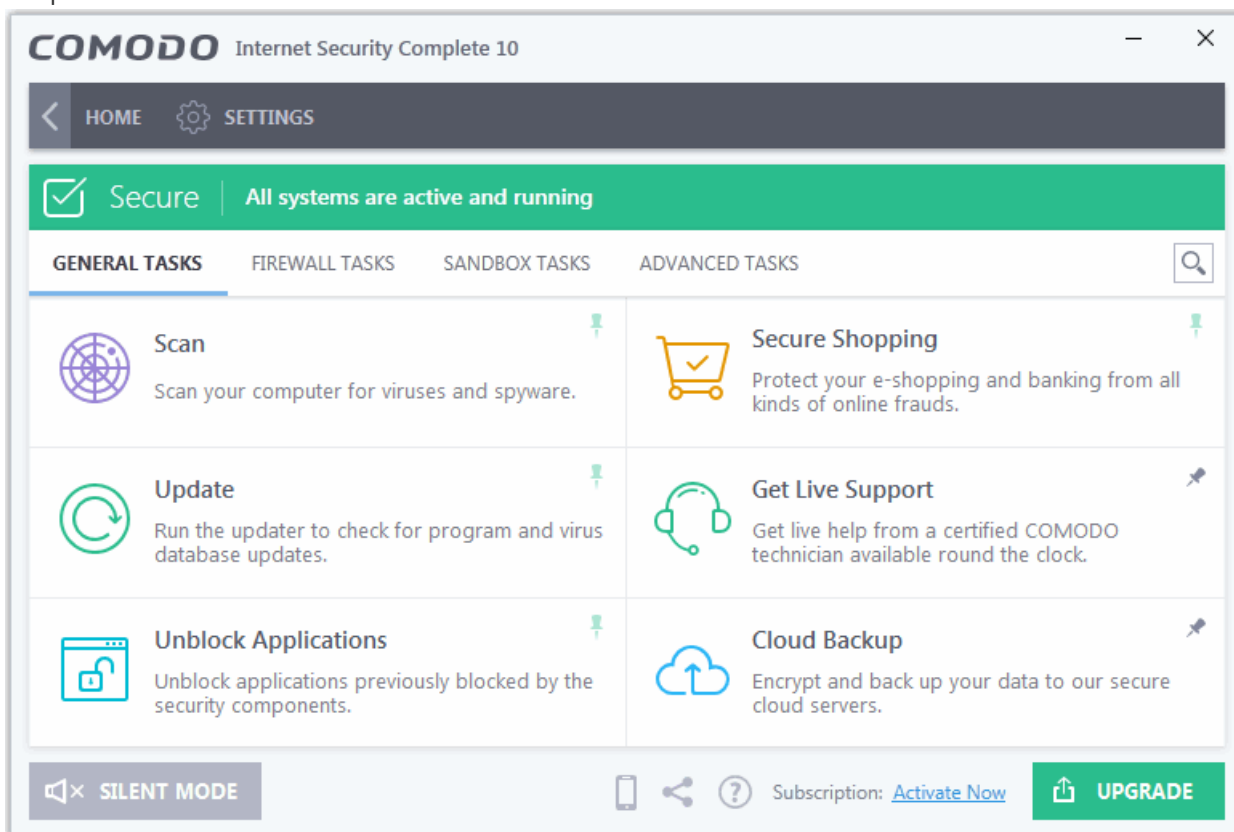 COMODO Internet Security Complete 10
HOME SETTINGS
Secure All systems are active and running
GENERAL TASKS FIREWALL TASKS SANDBOX TASKS ADVANCED TASKS
Scan
Scan your computer for viruses and spyware.
Secure Shopping
Protect your e-shopping and banking from all
kinds of online frauds.
Update
Run the updater to check for program and virus
database updates.
Get Live Support
Get live help from a certified COMODO
technician available round the clock.
Unblock Applications
Unblock applications previously blocked by the
security components.
Cloud Backup
Encrypt and back up your data to our secure
cloud servers.
SILENT MODE ? Subscription: Activate Now UPGRADE